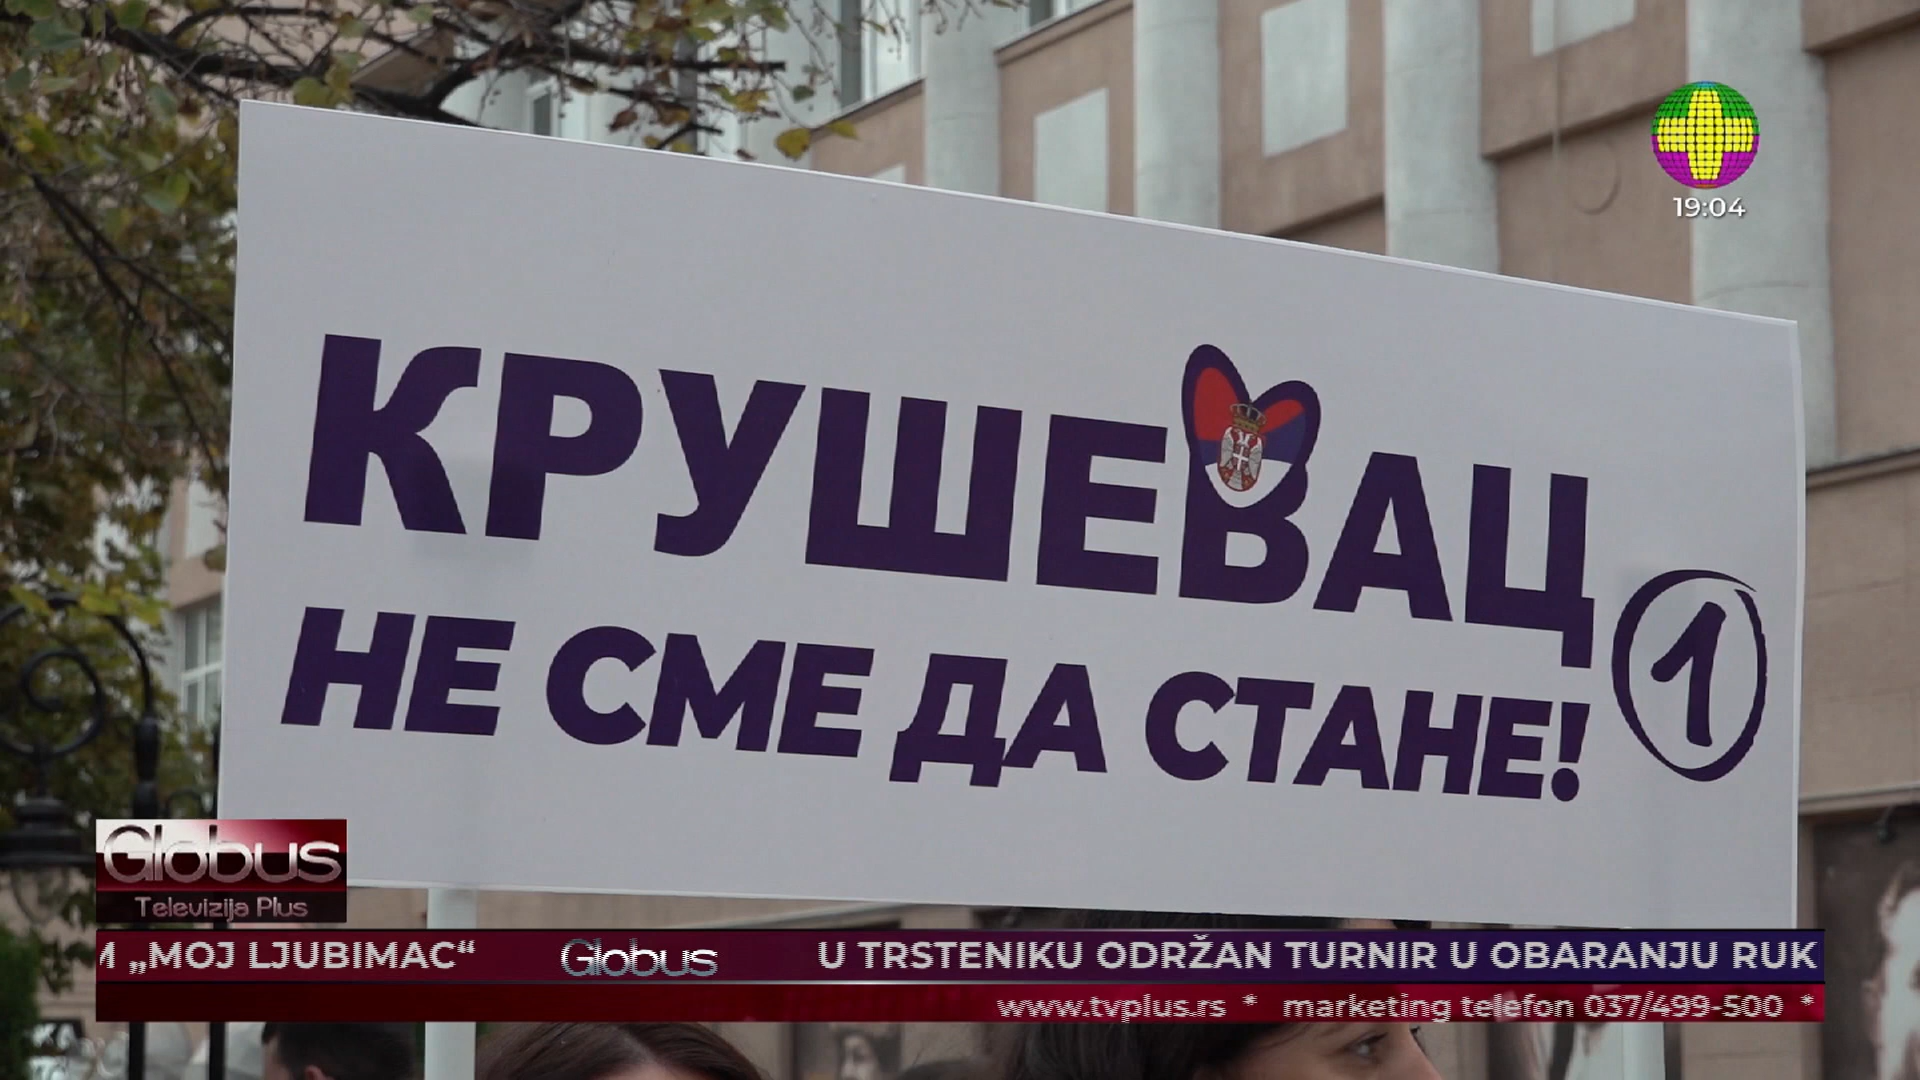 19:04
КРУШЕВАЦ
НЕ СМЕ ДА СТАНЕ!
1
Globus
Televizija Plus
„MOJ LJUBIMAC“ Globus U TRSTENIKU ODRŽAN TURNIR U OBARANJU RUK
www.tvplus.rs * marketing telefon 037/499-500 *